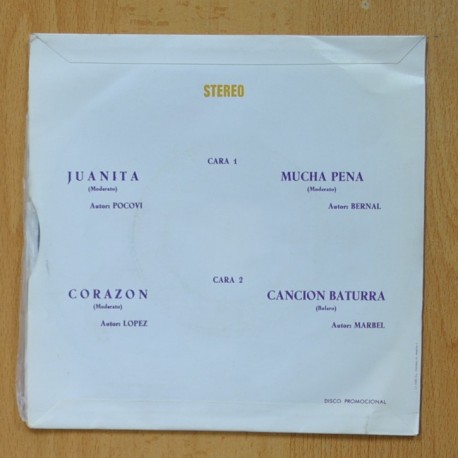 STEREO
CARA 1
JUANITA
(Moderato)
Autor: POCOVI
MUCHA PENA
(Moderato)
Autor: BERNAL
CARA 2
CORAZON
(Moderato)
Autor: LOPEZ
CANCION BATURRA
(Bolero)
Autor: MARBEL
DISCO PROMOCIONAL